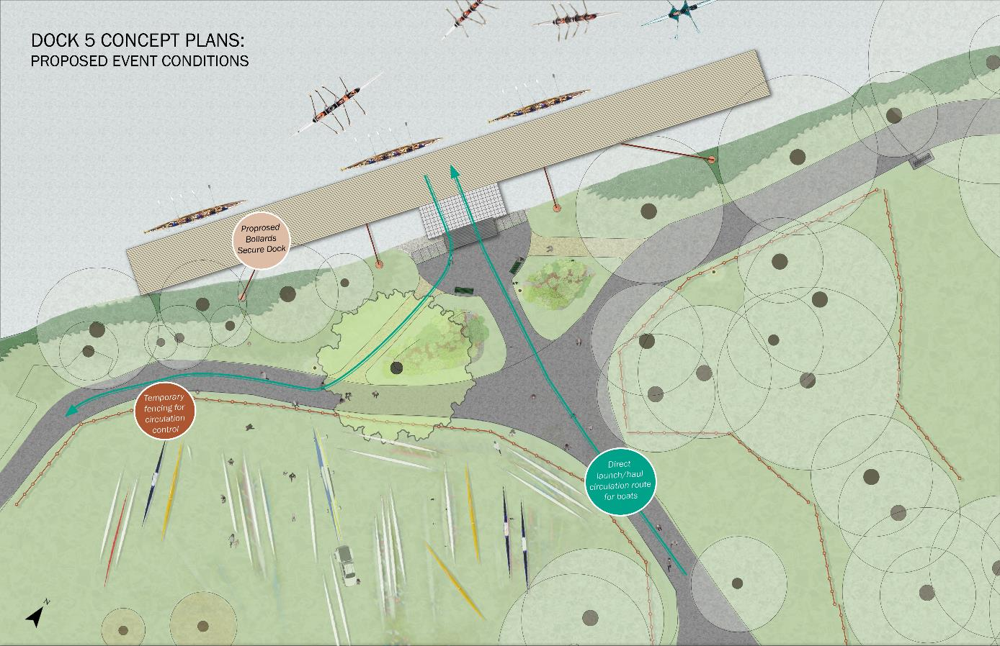 DOCK 5 CONCEPT PLANS:
PROPOSED EVENT CONDITIONS
Proprosed
Bollards
Secure Dock
Temporary
fencing for
circulation
control
Direct
launch/haul
circulation route
for boats
N